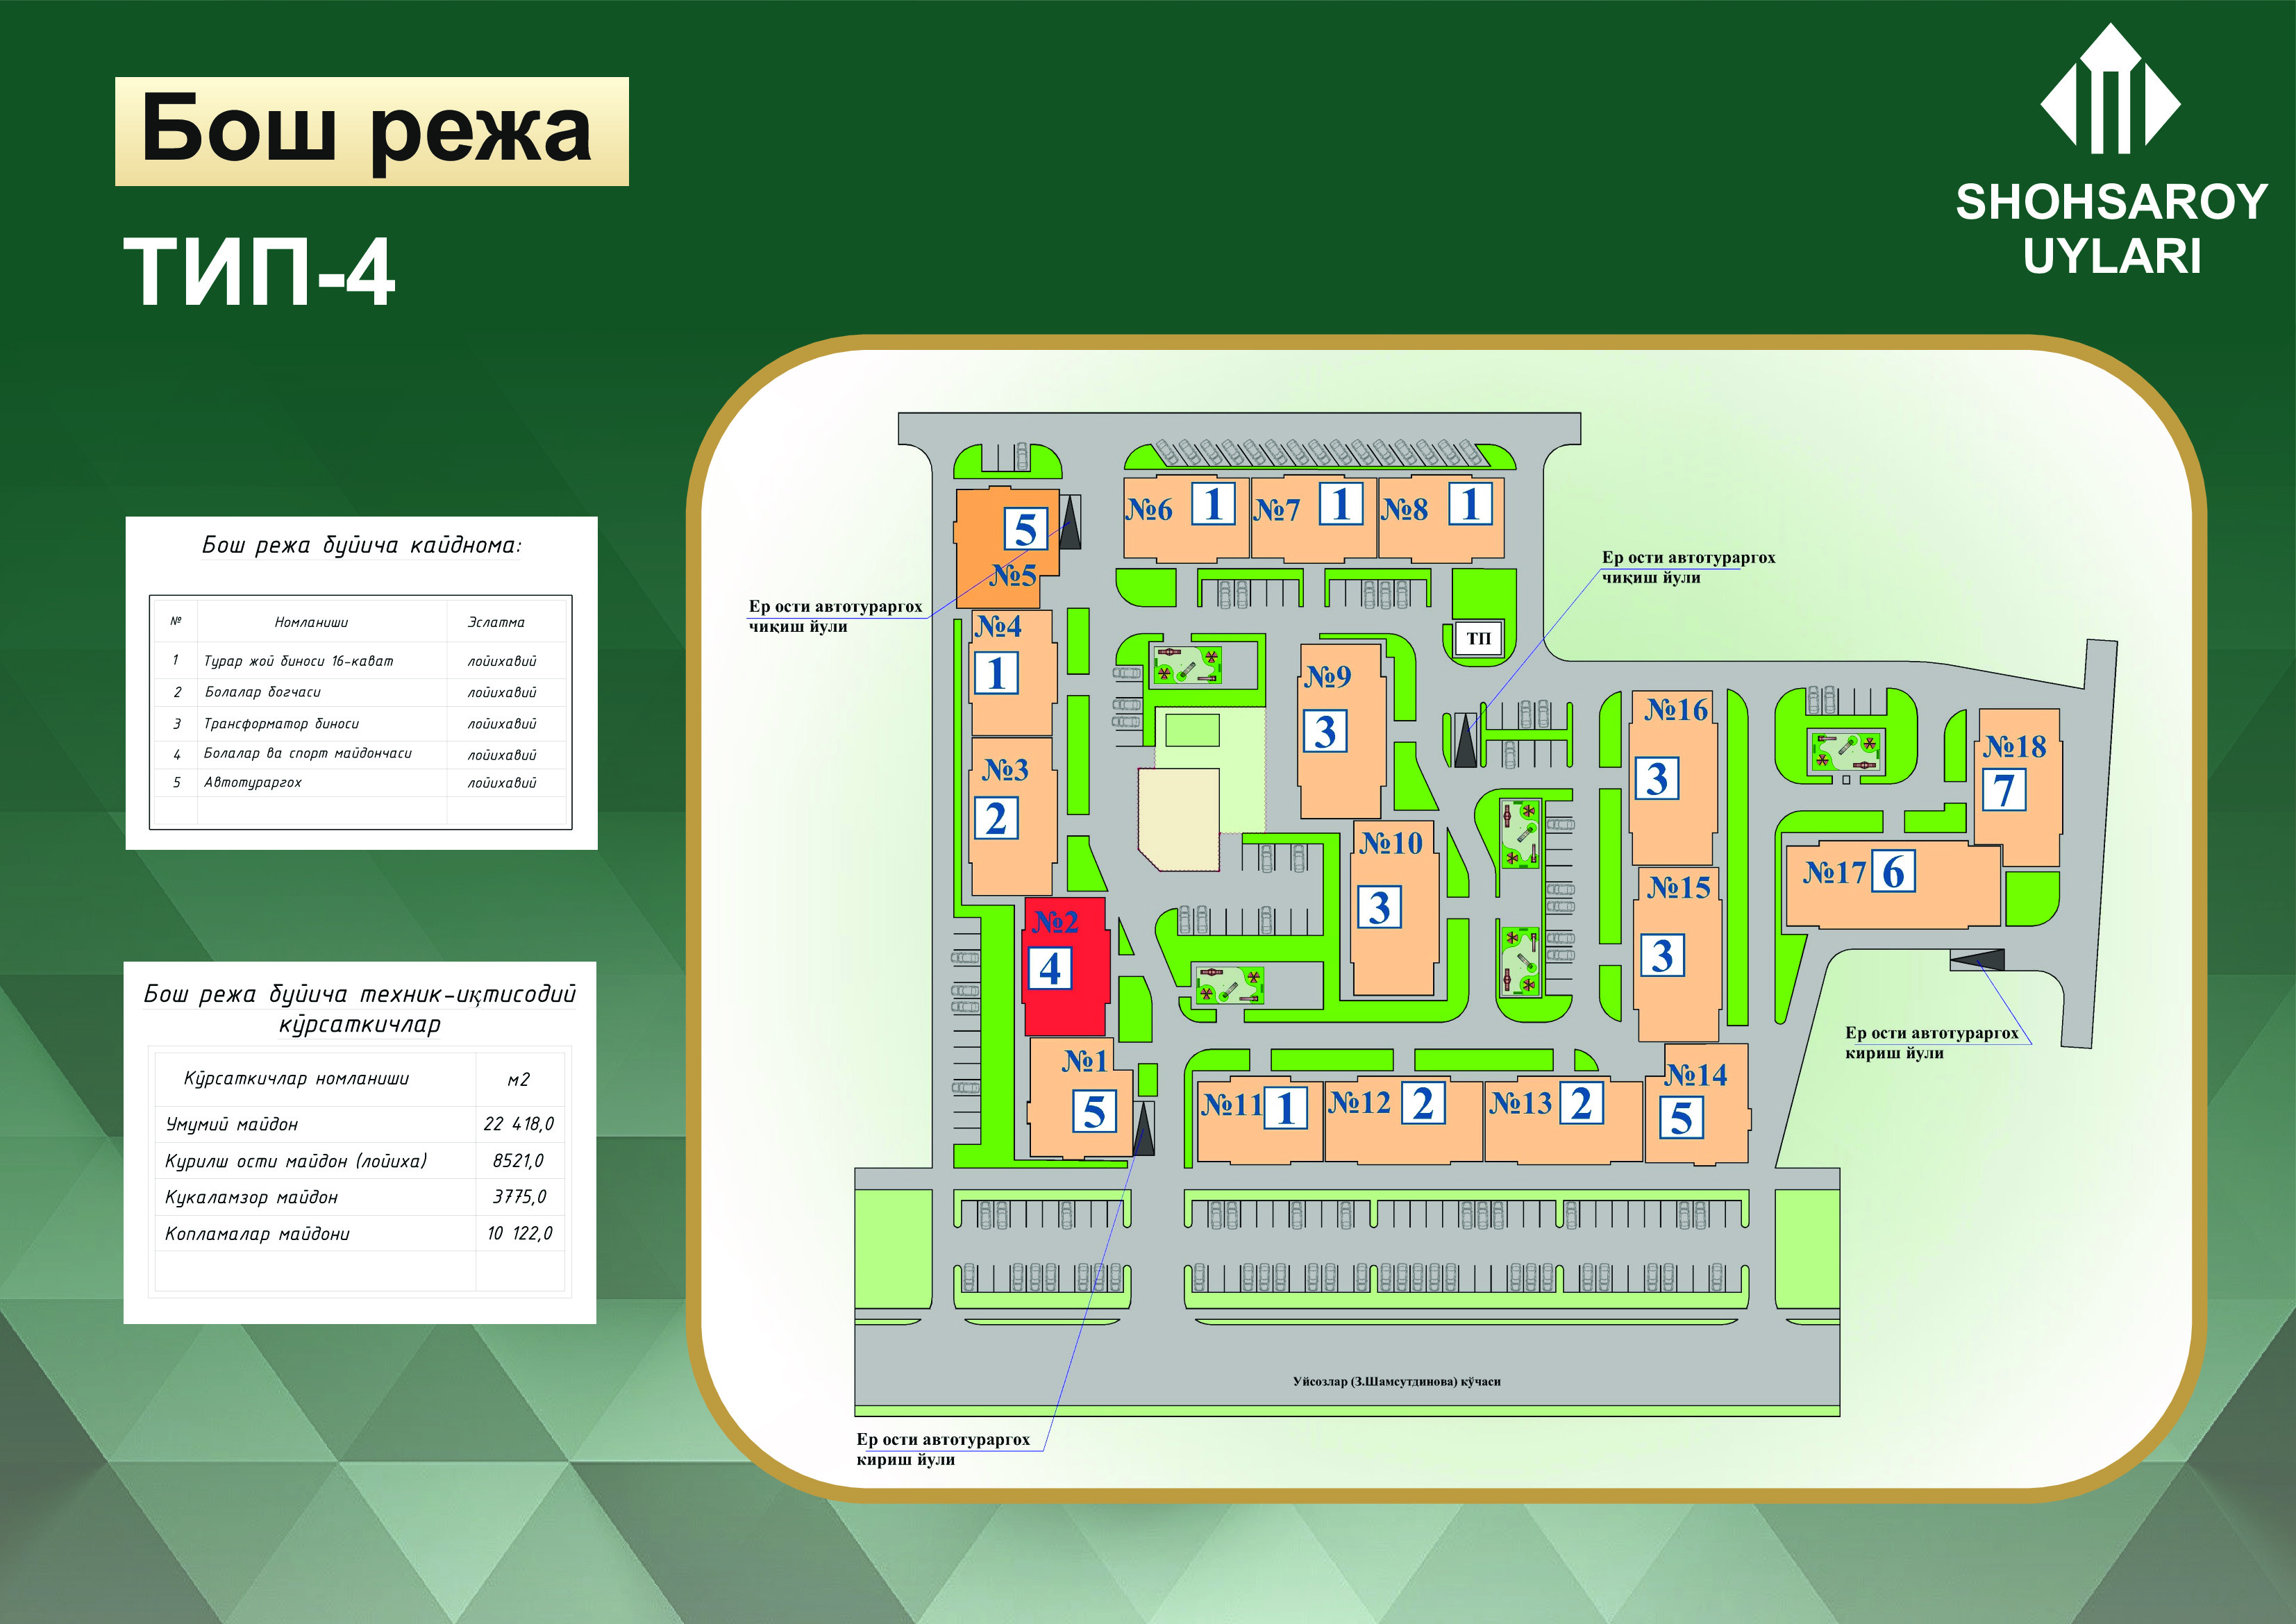 Бош режа
ТИП-4
SHOHSAROY
UYLARI
Бош режа буйича кайднома:
№ Номланиши Эслатма
1 Турар жой биноси 16-кават лойихавий
2 Болалар богчаси лойихавий
3 Трансформатор биноси лойихавий
4 Болалар ва спорт майдончаси лойихавий
5 Автотураргох лойихавий
Бош режа буйича техник-иқтисодий
кўрсаткичлар
Кўрсаткичлар номланиши м2
Умумий майдон 22 418,0
Курилш ости майдон (лойиха) 8521,0
Кукаламзор майдон 3775,0
Копламалар майдони 10 122,0
5
№5
№6 1
№7 1
№8 1
Ер ости автотураргох
чиқиш йули
Ер ости автотураргох
чиқиш йули
№4
1
ТП
№9
3
№3
2
№16
3
№18
7
№10
3
№17 6
№15
3
№2
4
Ер ости автотураргох
кириш йули
№1
5
№11 1
№12 2
№13 2
№14
5
Уйсозлар (З.Шамсутдинова) кўчаси
Ер ости автотураргох
кириш йули